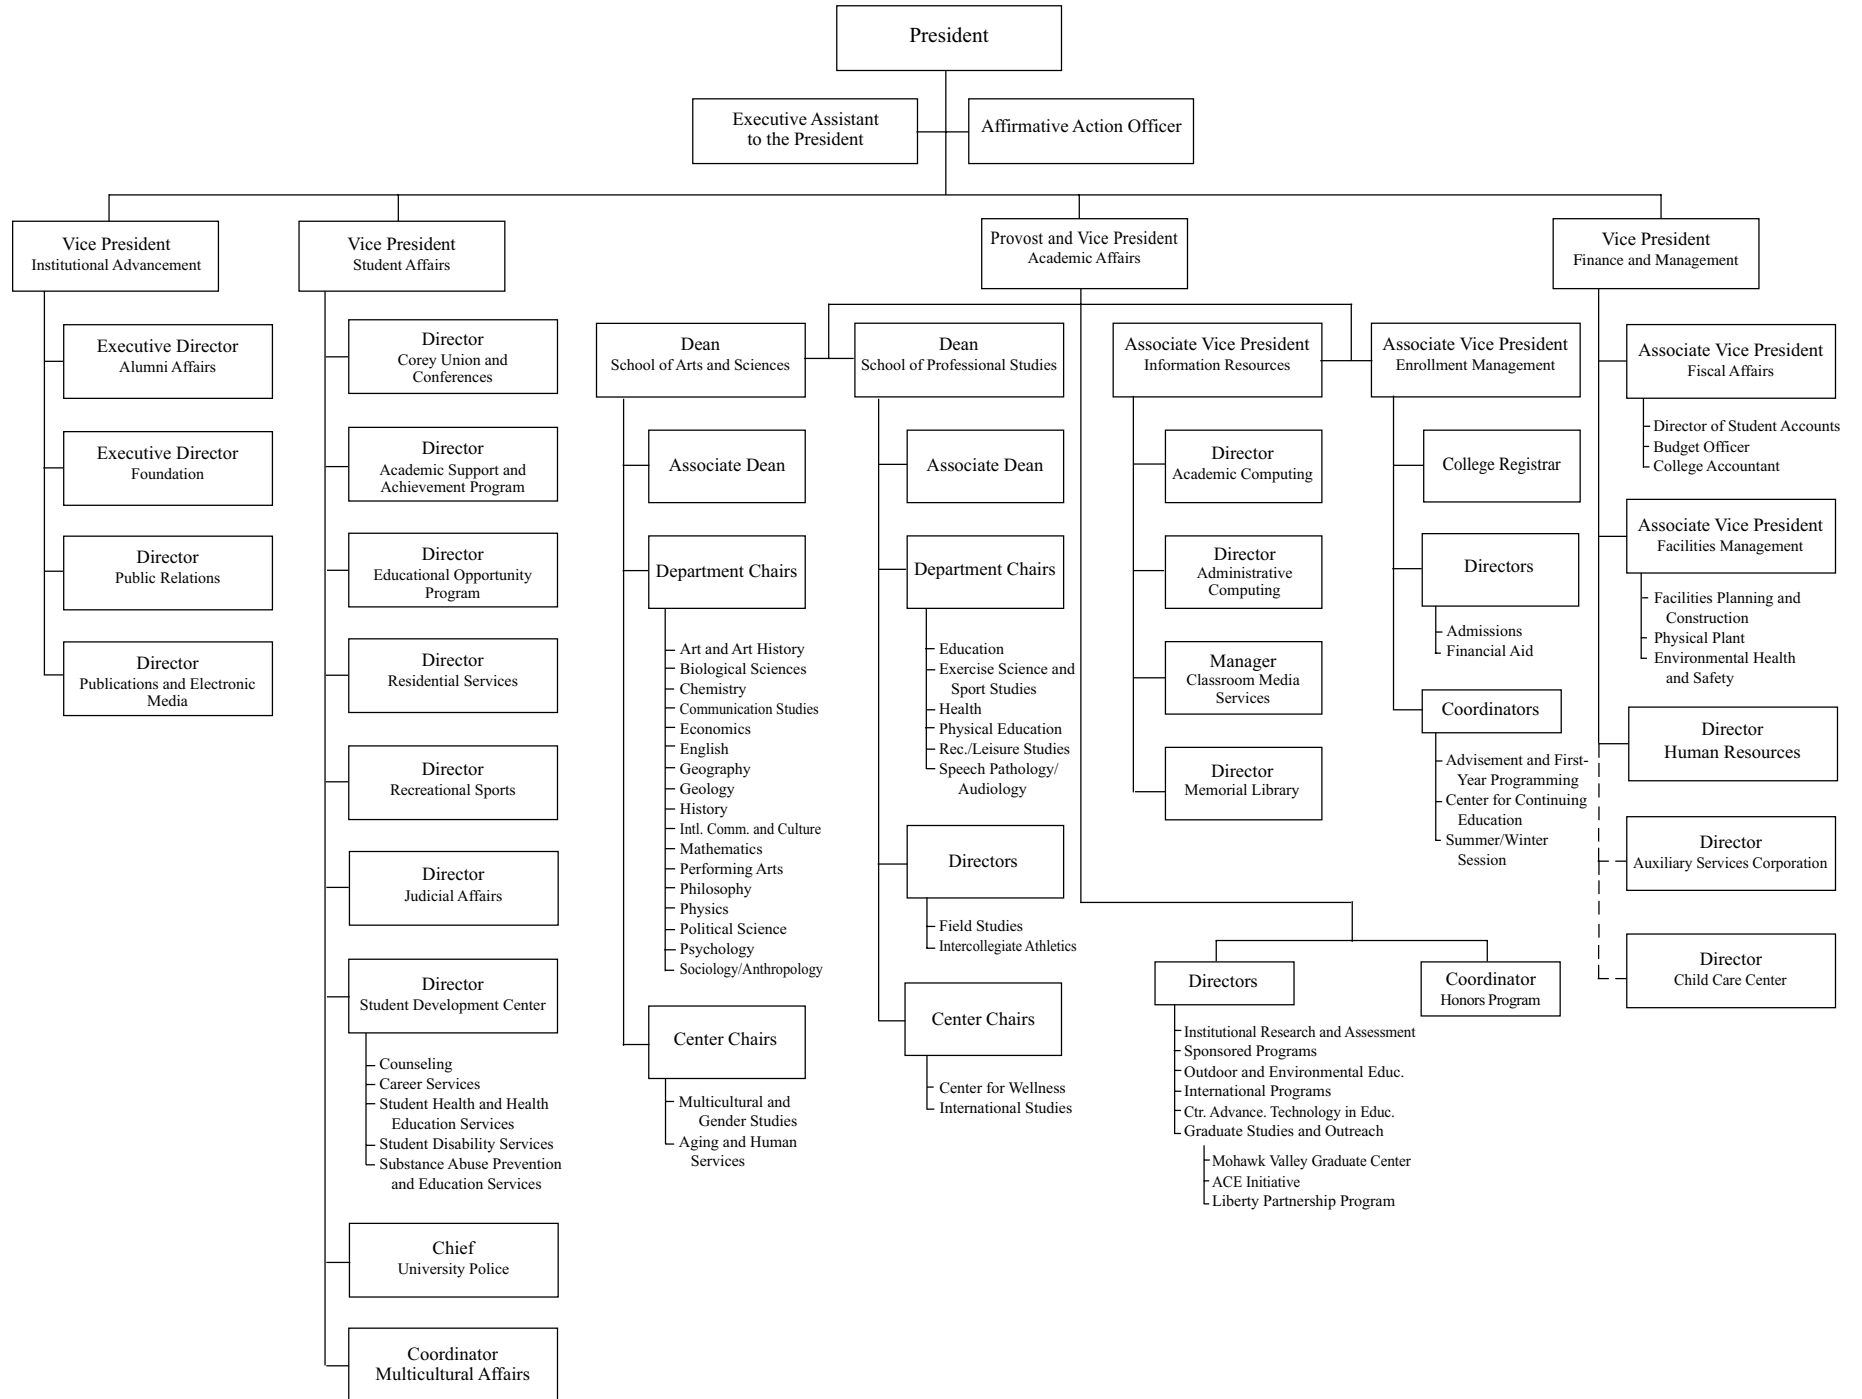 President
Executive Assistant
to the President
Affirmative Action Officer
Vice President
Institutional Advancement
Executive Director
Alumni Affairs
Executive Director
Foundation
Director
Public Relations
Director
Publications and Electronic
Media
Vice President
Student Affairs
Director
Corey Union and
Conferences
Director
Academic Support and
Achievement Program
Director
Educational Opportunity
Program
Director
Residential Services
Director
Recreational Sports
Director
Judicial Affairs
Director
Student Development Center
Counseling
Career Services
Student Health and Health
Education Services
Student Disability Services
Substance Abuse Prevention
and Education Services
Chief
University Police
Coordinator
Multicultural Affairs
Provost and Vice President
Academic Affairs
Dean
School of Arts and Sciences
Associate Dean
Department Chairs
Art and Art History
Biological Sciences
Chemistry
Communication Studies
Economics
English
Geography
Geology
History
Intl. Comm. and Culture
Mathematics
Performing Arts
Philosophy
Physics
Political Science
Psychology
Sociology/Anthropology
Center Chairs
Multicultural and
Gender Studies
Aging and Human
Services
Dean
School of Professional Studies
Associate Dean
Department Chairs
Education
Exercise Science and
Sport Studies
Health
Physical Education
Rec./Leisure Studies
Speech Pathology/
Audiology
Directors
Field Studies
Intercollegiate Athletics
Center Chairs
Center for Wellness
International Studies
Associate Vice President
Information Resources
Director
Academic Computing
Director
Administrative
Computing
Manager
Classroom Media
Services
Director
Memorial Library
Associate Vice President
Enrollment Management
College Registrar
Directors
Admissions
Financial Aid
Coordinators
Advisement and First-
Year Programming
Center for Continuing
Education
Summer/Winter
Session
Directors
Institutional Research and Assessment
Sponsored Programs
Outdoor and Environmental Educ.
International Programs
Ctr. Advance. Technology in Educ.
Graduate Studies and Outreach
Mohawk Valley Graduate Center
ACE Initiative
Liberty Partnership Program
Coordinator
Honors Program
Vice President
Finance and Management
Associate Vice President
Fiscal Affairs
Director of Student Accounts
Budget Officer
College Accountant
Associate Vice President
Facilities Management
Facilities Planning and
Construction
Physical Plant
Environmental Health
and Safety
Director
Human Resources
Director
Auxiliary Services Corporation
Director
Child Care Center